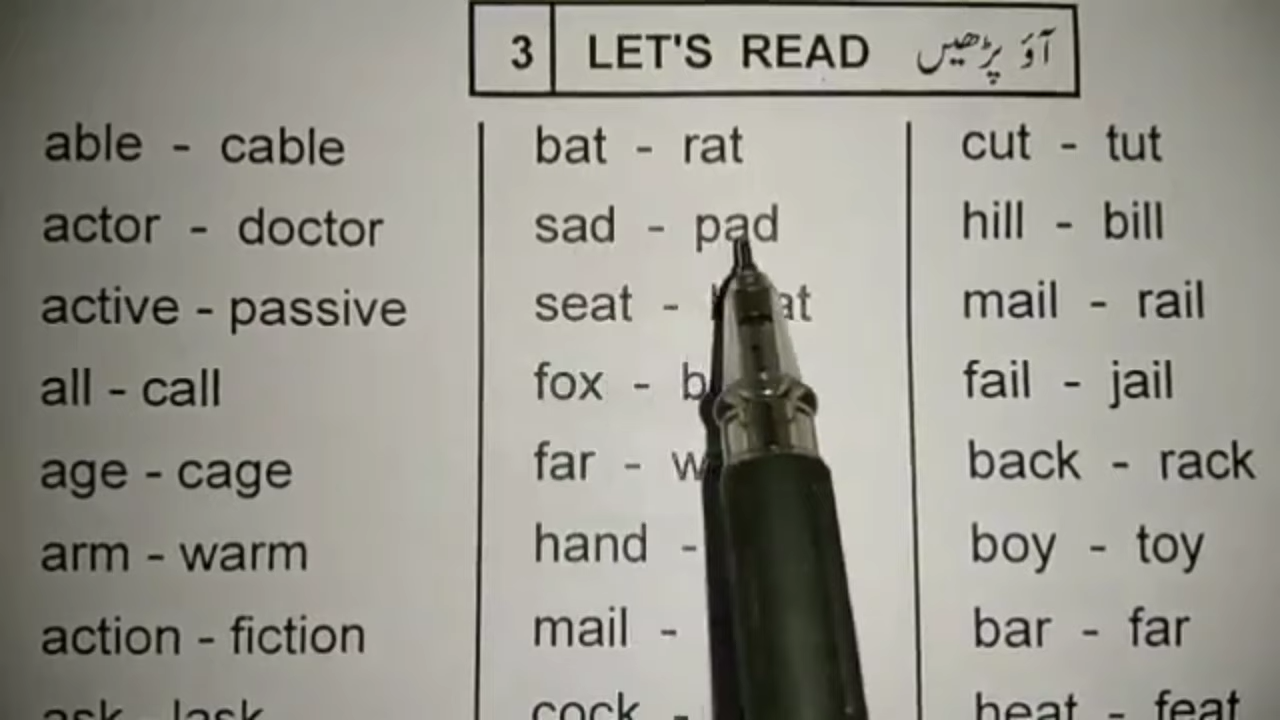 3 LET'S READ آؤ پڑھیں
able - cable
actor - doctor
active - passive
all - call
age - cage
arm - warm
action - fiction
ask -
bat - rat
sad - pad
seat -
fox -
far -
hand -
mail -
cock -
cut - tut
hill - bill
mail - rail
fail - jail
back - rack
boy - toy
bar - far
heat - feat